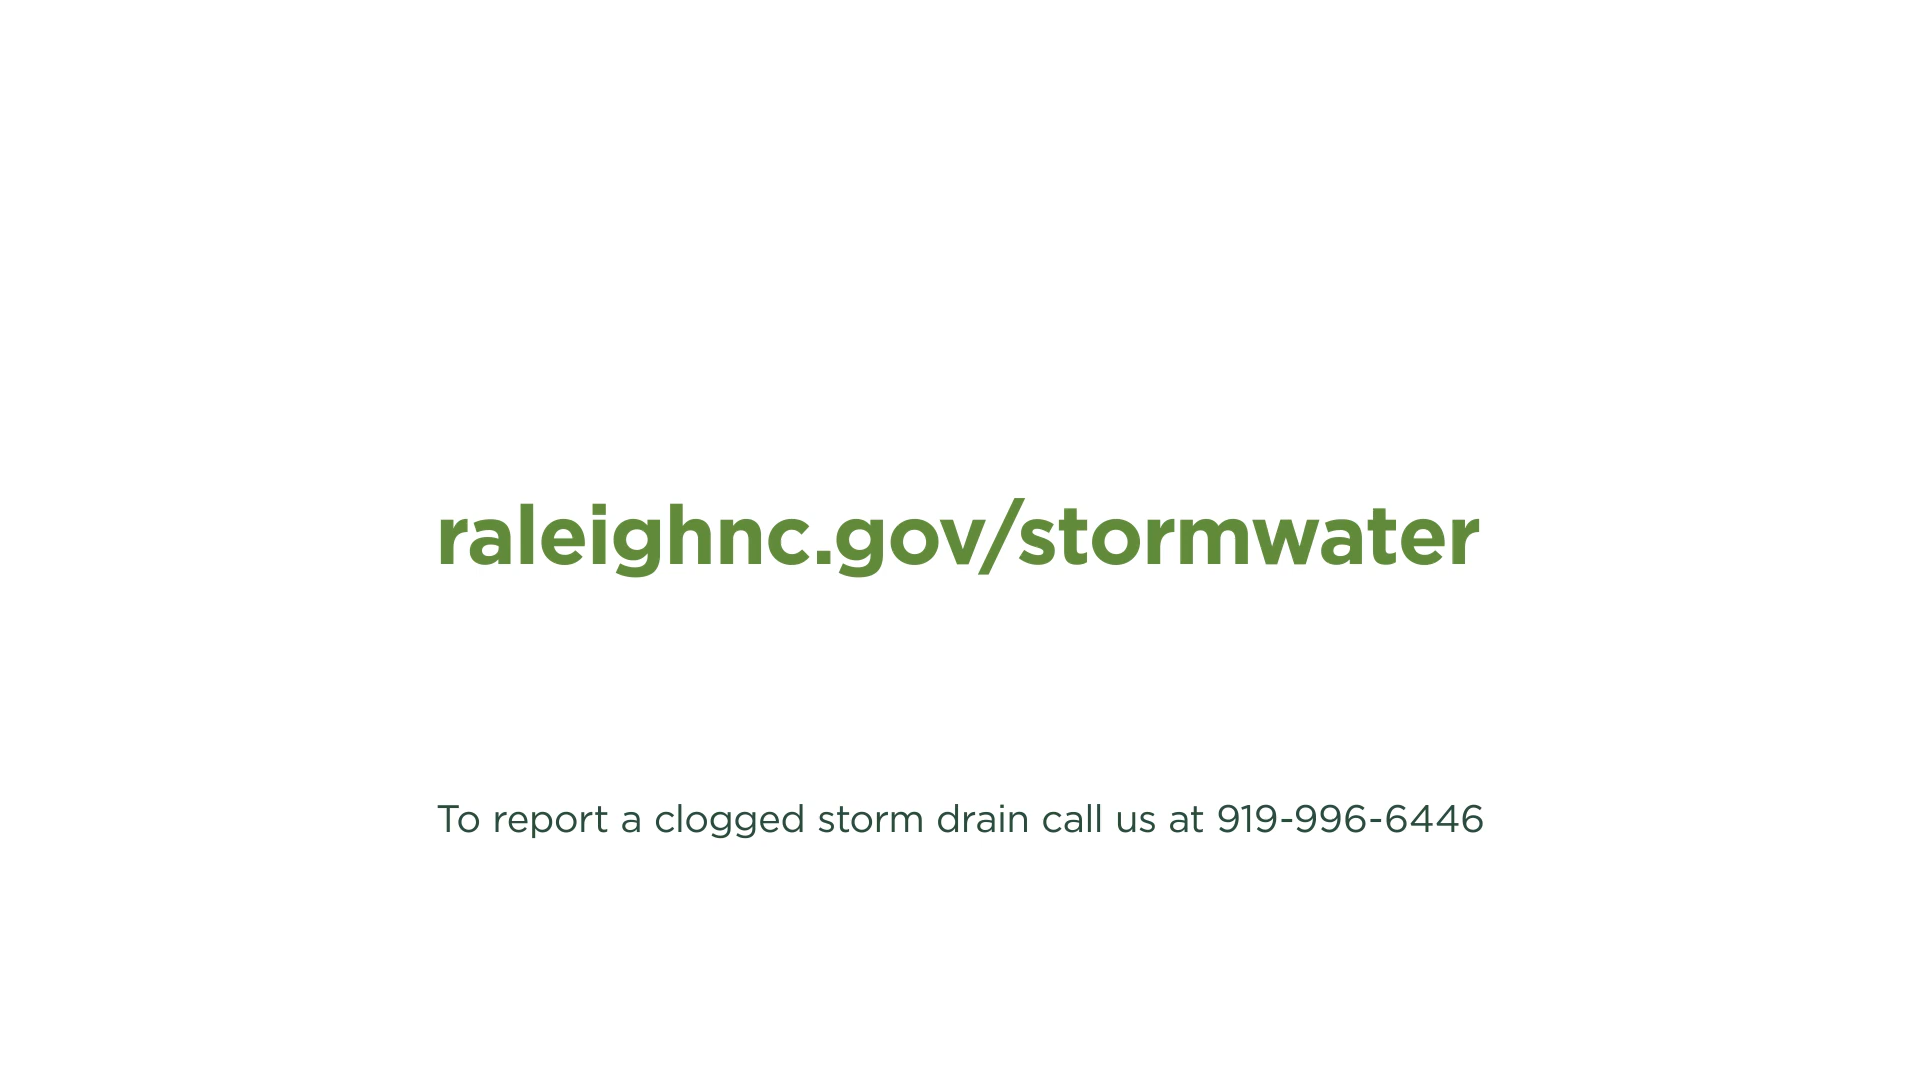 raleighnc.gov/stormwater
To report a clogged storm drain call us at 919-996-6446